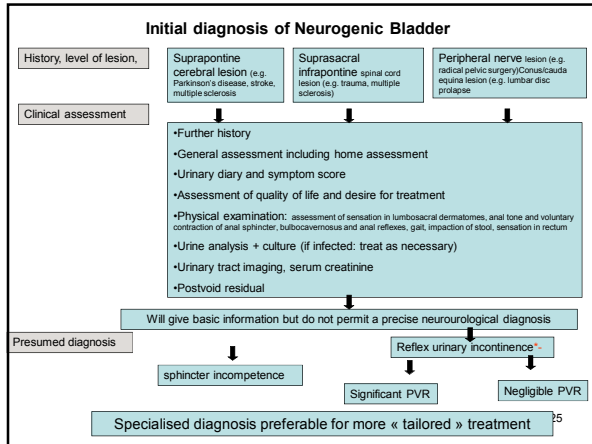 Initial diagnosis of Neurogenic Bladder
History, level of lesion,
Suprapontine
cerebral lesion (e.g.
Parkinson's disease, stroke,
multiple sclerosis
Suprasacral
infrapontine spinal cord
lesion (e.g. trauma, multiple
sclerosis)
Peripheral nerve lesion (e.g.
radical pelvic surgery)Conus/cauda
equina lesion (e.g. lumbar disc
prolapse
Clinical assessment
•Further history
•General assessment including home assessment
•Urinary diary and symptom score
•Assessment of quality of life and desire for treatment
•Physical examination: assessment of sensation in lumbosacral dermatomes, anal tone and voluntary
contraction of anal sphincter, bulbocavernosus and anal reflexes, gait, impaction of stool, sensation in rectum
•Urine analysis + culture (if infected: treat as necessary)
•Urinary tract imaging, serum creatinine
•Postvoid residual
Will give basic information but do not permit a precise neurourological diagnosis
Presumed diagnosis
Reflex urinary incontinence*-
sphincter incompetence
Significant PVR
Negligible PVR
Specialised diagnosis preferable for more « tailored » treatment
25